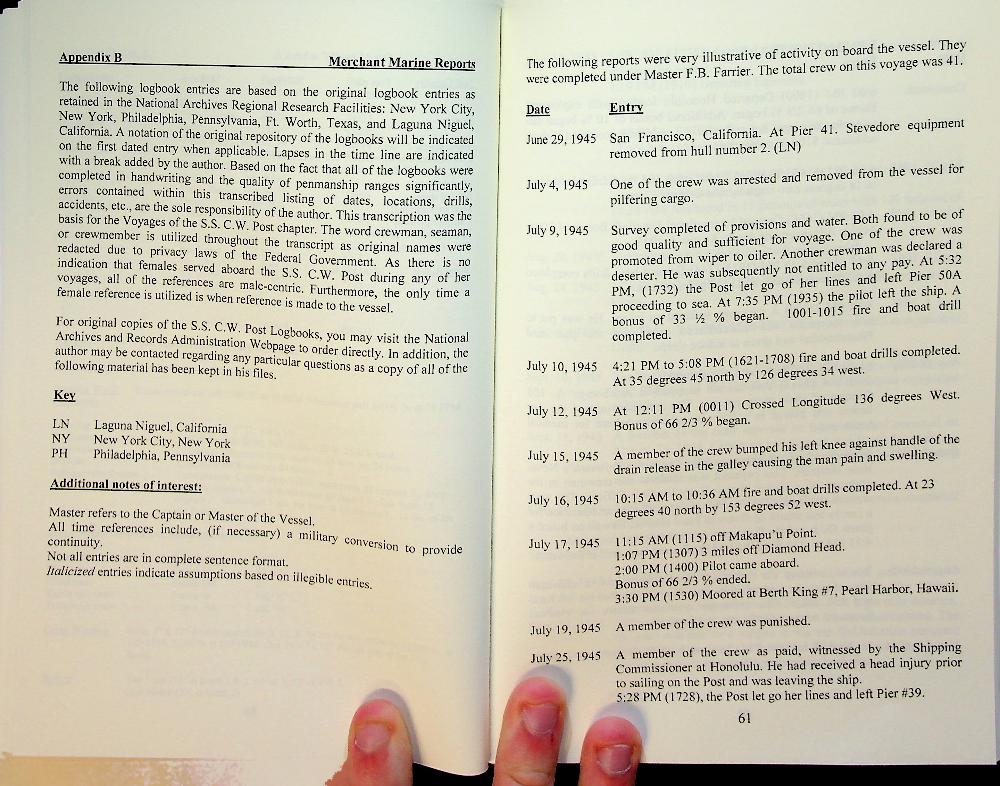 Appendix B Merchant Marine Reports
The following logbook entries are based on the original logbook entries as
retained in the National Archives Regional Research Facilities: New York City,
New York, Philadelphia, Pennsylvania, Ft. Worth, Texas, and Laguna Niguel,
California. A notation of the original repository of the logbooks will be indicated
on the first dated entry when applicable. Lapses in the time line are indicated
with a break added by the author. Based on the fact that all of the logbooks were
completed in handwriting and the quality of penmanship ranges significantly,
errors contained within this transcribed listing of dates, locations, drills,
accidents, etc., are the sole responsibility of the author. This transcription was the
basis for the Voyages of the S.S. C.W. Post chapter. The word crewman, seaman,
or crewmember is utilized throughout the transcript as original names were
redacted due to privacy laws of the Federal Government. As there is no
indication that females served aboard the S.S. C.W. Post during any of her
voyages, all of the references are male-centric. Furthermore, the only time a
female reference is utilized is when reference is made to the vessel.
For original copies of the S.S. C.W. Post Logbooks, you may visit the National
Archives and Records Administration Webpage to order directly. In addition, the
author may be contacted regarding any particular questions as a copy of all of the
following material has been kept in his files.
Key
LN Laguna Niguel, California
NY New York City, New York
PH Philadelphia, Pennsylvania
Additional notes of interest:
Master refers to the Captain or Master of the Vessel.
All time references include, (if necessary) a military conversion to provide
continuity.
Not all entries are in complete sentence format.
Italicized entries indicate assumptions based on illegible entries.
The following reports were very illustrative of activity on board the vessel. They
were completed under Master F.B. Farrier. The total crew on this voyage was 41.
Date Entry
June 29, 1945 San Francisco, California. At Pier 41. Stevedore equipment
removed from hull number 2. (LN)
July 4, 1945 One of the crew was arrested and removed from the vessel for
pilfering cargo.
July 9, 1945 Survey completed of provisions and water. Both found to be of
good quality and sufficient for voyage. One of the crew was
promoted from wiper to oiler. Another crewman was declared a
deserter. He was subsequently not entitled to any pay. At 5:32
PM, (1732) the Post let go of her lines and left Pier 50A
proceeding to sea. At 7:35 PM (1935) the pilot left the ship. A
bonus of 33 ½ % began. 1001-1015 fire and boat drill
completed.
July 10, 1945 4:21 PM to 5:08 PM (1621-1708) fire and boat drills completed.
At 35 degrees 45 north by 126 degrees 34 west.
July 12, 1945 At 12:11 PM (0011) Crossed Longitude 136 degrees West.
Bonus of 66 2/3 % began.
July 15, 1945 A member of the crew bumped his left knee against handle of the
drain release in the galley causing the man pain and swelling.
July 16, 1945 10:15 AM to 10:36 AM fire and boat drills completed. At 23
degrees 40 north by 153 degrees 52 west.
July 17, 1945 11:15 AM (1115) off Makapu'u Point.
1:07 PM (1307) 3 miles off Diamond Head.
2:00 PM (1400) Pilot came aboard.
Bonus of 66 2/3 % ended.
3:30 PM (1530) Moored at Berth King #7, Pearl Harbor, Hawaii.
July 19, 1945 A member of the crew was punished.
July 25, 1945 A member of the crew as paid, witnessed by the Shipping
Commissioner at Honolulu. He had received a head injury prior
to sailing on the Post and was leaving the ship.
5:28 PM (1728), the Post let go her lines and left Pier #39.
61